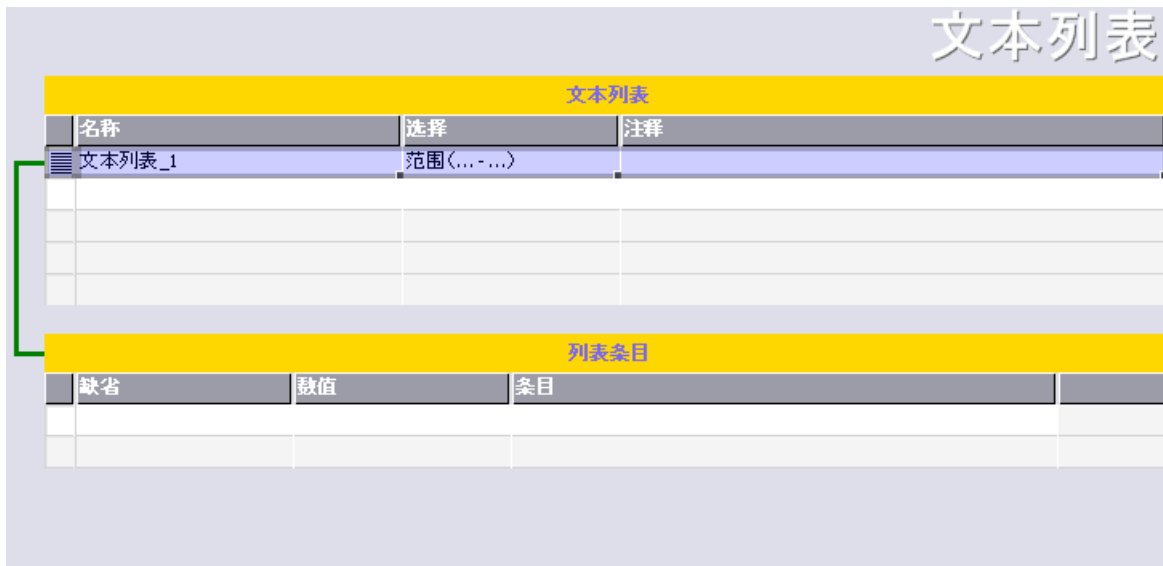 文本列表
文本列表
名称 选择 注释
文本列表_1 范围(...-...)
列表条目
缺省 数值 条目